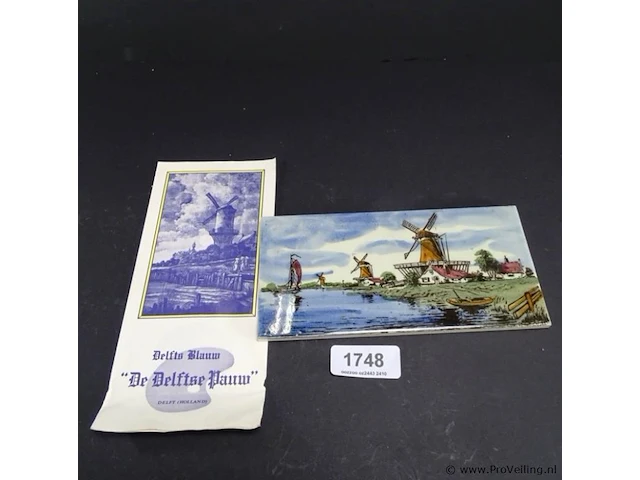 Delfts Blauw
"De Delftse Pauw"
DELFT (HOLLAND)
1748
© www.ProVeiling.nl